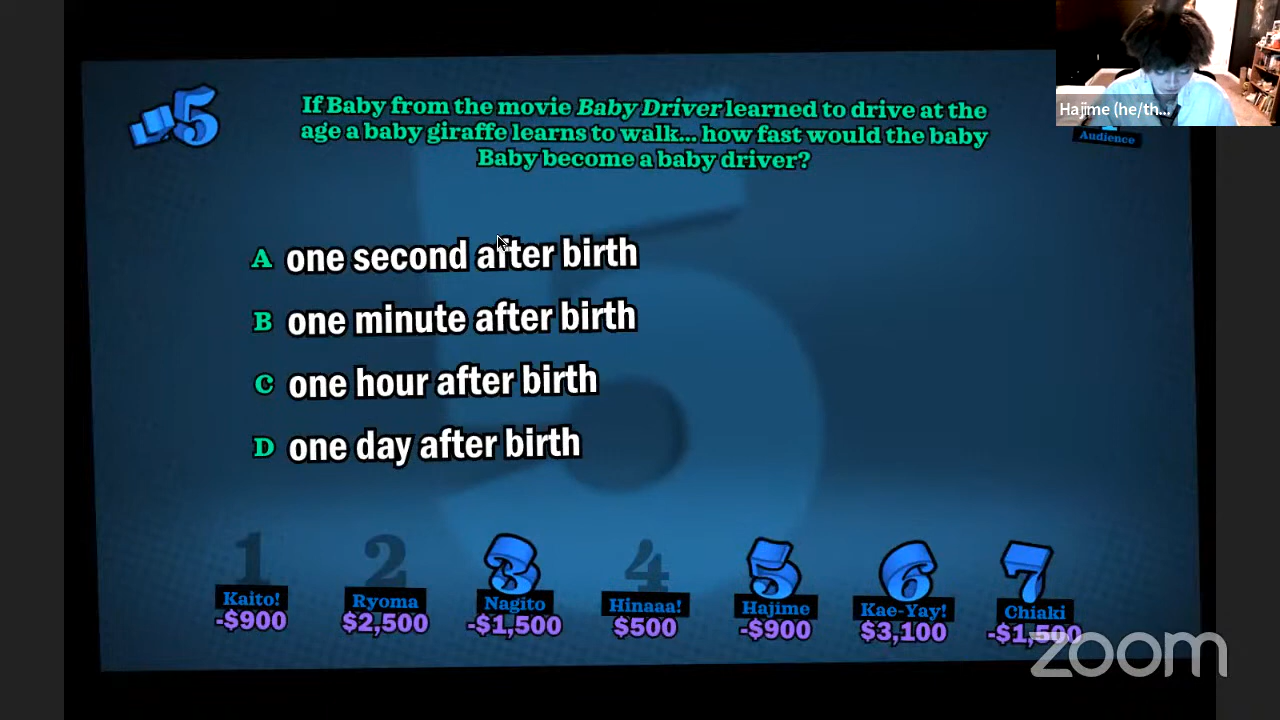 Hajime (he/th...
5
If Baby from the movie Baby Driver learned to drive at the
age a baby giraffe learns to walk... how fast would the baby
Baby become a baby driver?
Audience
A one second after birth
B one minute after birth
C one hour after birth
D one day after birth
1 2 3 4 5 6 7
Kaito! Ryoma Nagito Hinaaa! Hajime Kae-Yay! Chiaki
-$900 $2,500 -$1,500 $500 -$900 $3,100 -$1,500
zoom